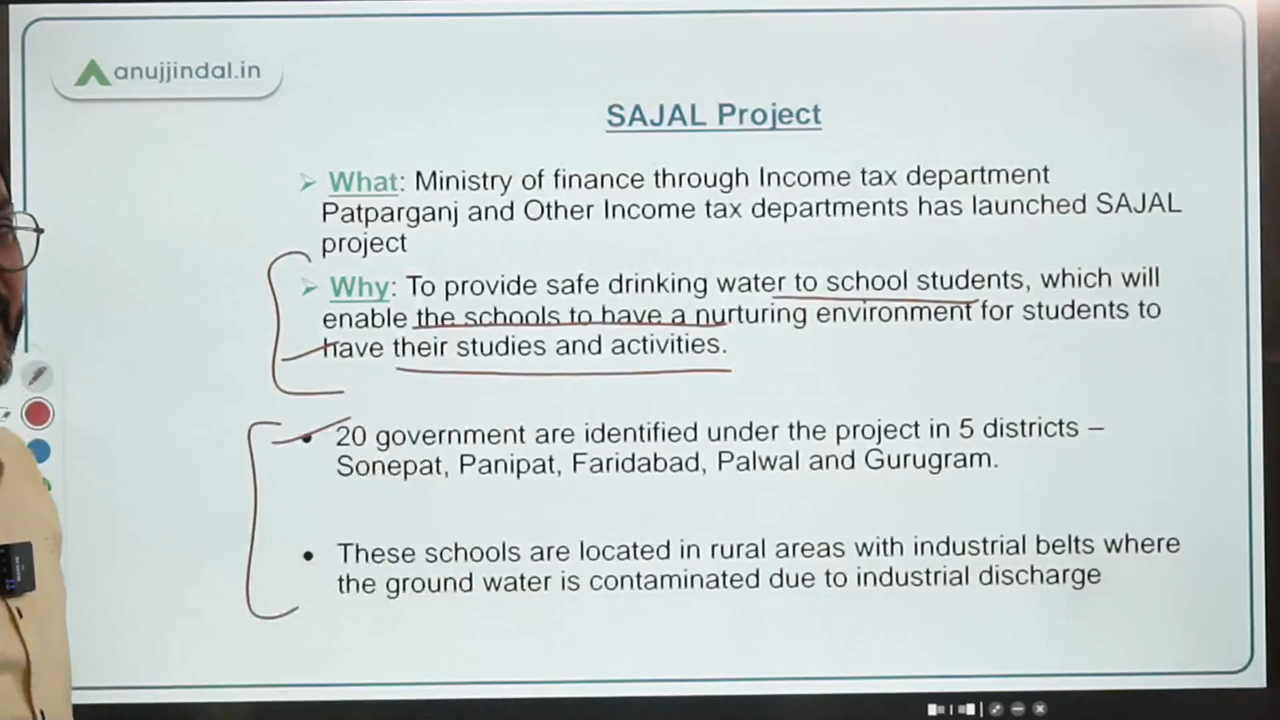 anujjindal.in
SAJAL Project
What: Ministry of finance through Income tax department
Patparganj and Other Income tax departments has launched SAJAL
project
Why: To provide safe drinking water to school students, which will
enable the schools to have a nurturing environment for students to
have their studies and activities.
20 government are identified under the project in 5 districts –
Sonepat, Panipat, Faridabad, Palwal and Gurugram.
These schools are located in rural areas with industrial belts where
the ground water is contaminated due to industrial discharge